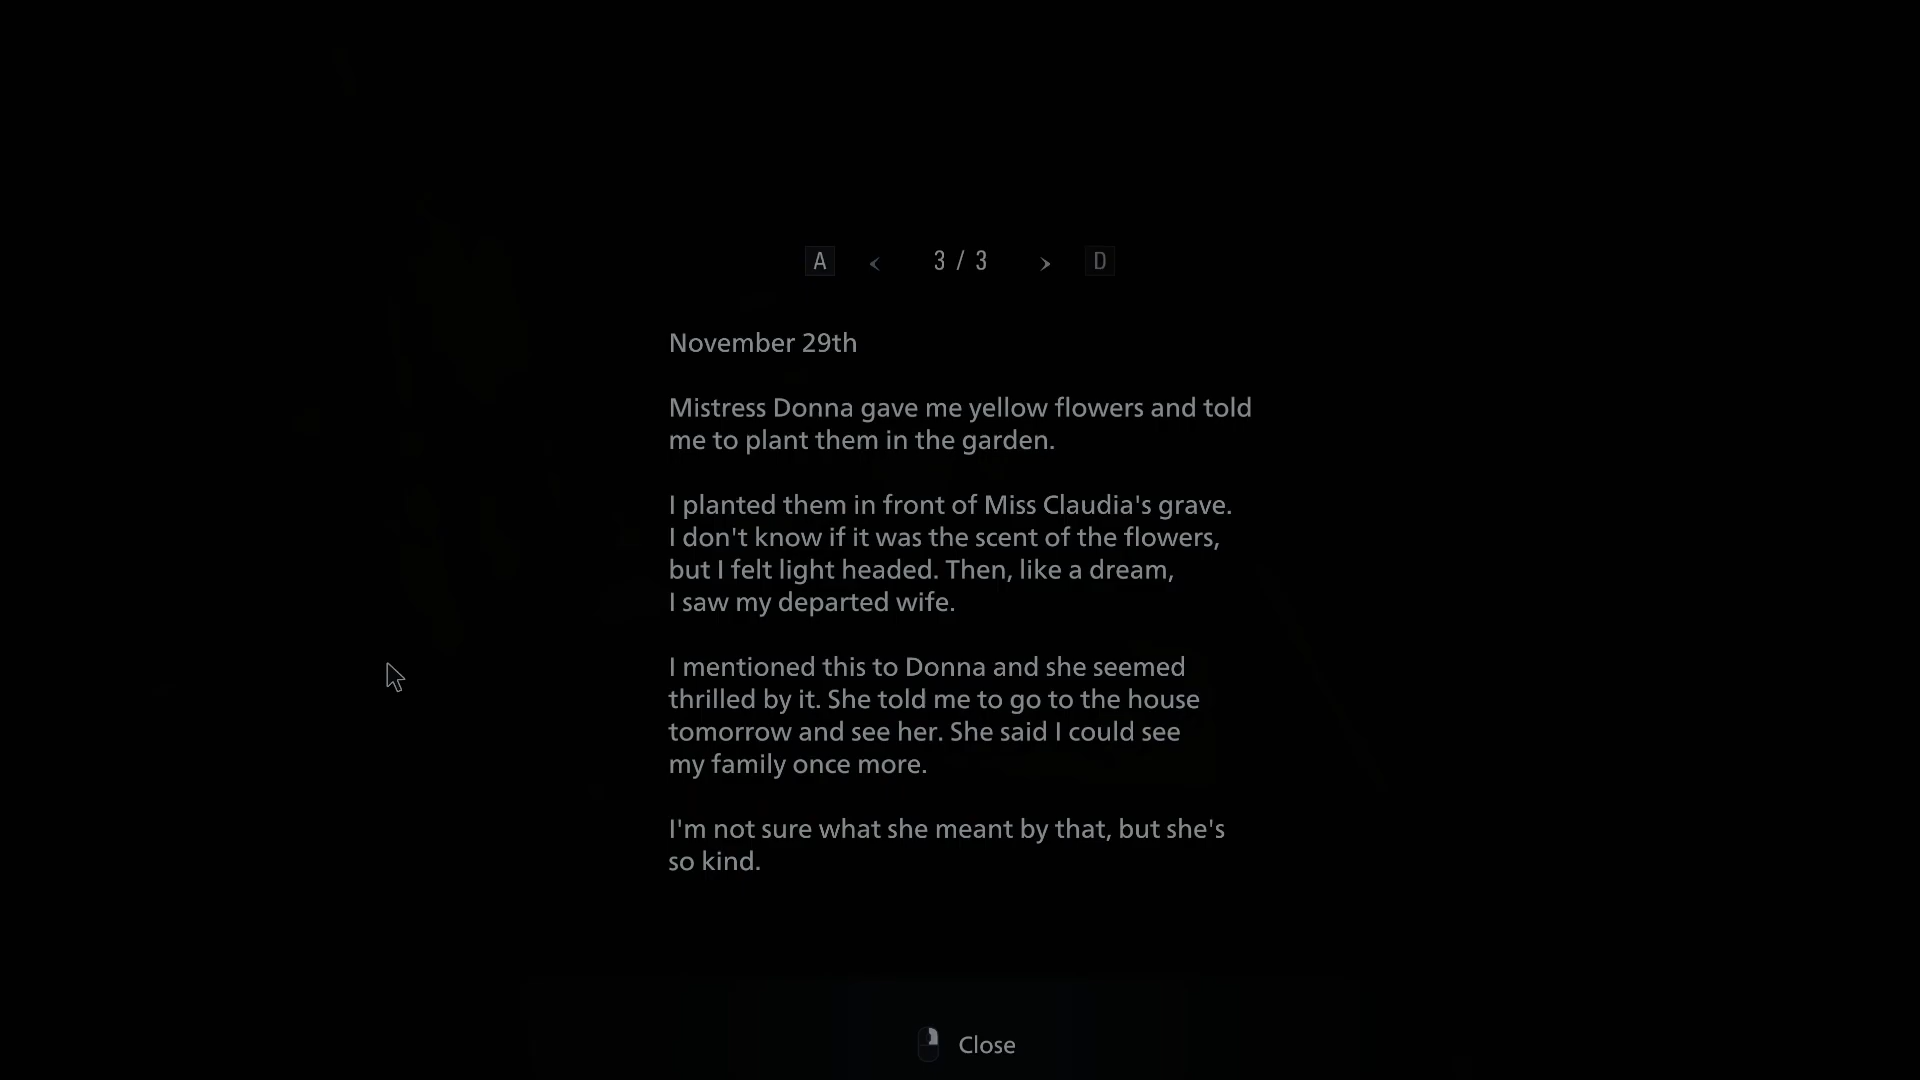 A < 3 / 3 > D
November 29th
Mistress Donna gave me yellow flowers and told
me to plant them in the garden.
I planted them in front of Miss Claudia's grave.
I don't know if it was the scent of the flowers,
but I felt light headed. Then, like a dream,
I saw my departed wife.
I mentioned this to Donna and she seemed
thrilled by it. She told me to go to the house
tomorrow and see her. She said I could see
my family once more.
I'm not sure what she meant by that, but she's
so kind.
Close